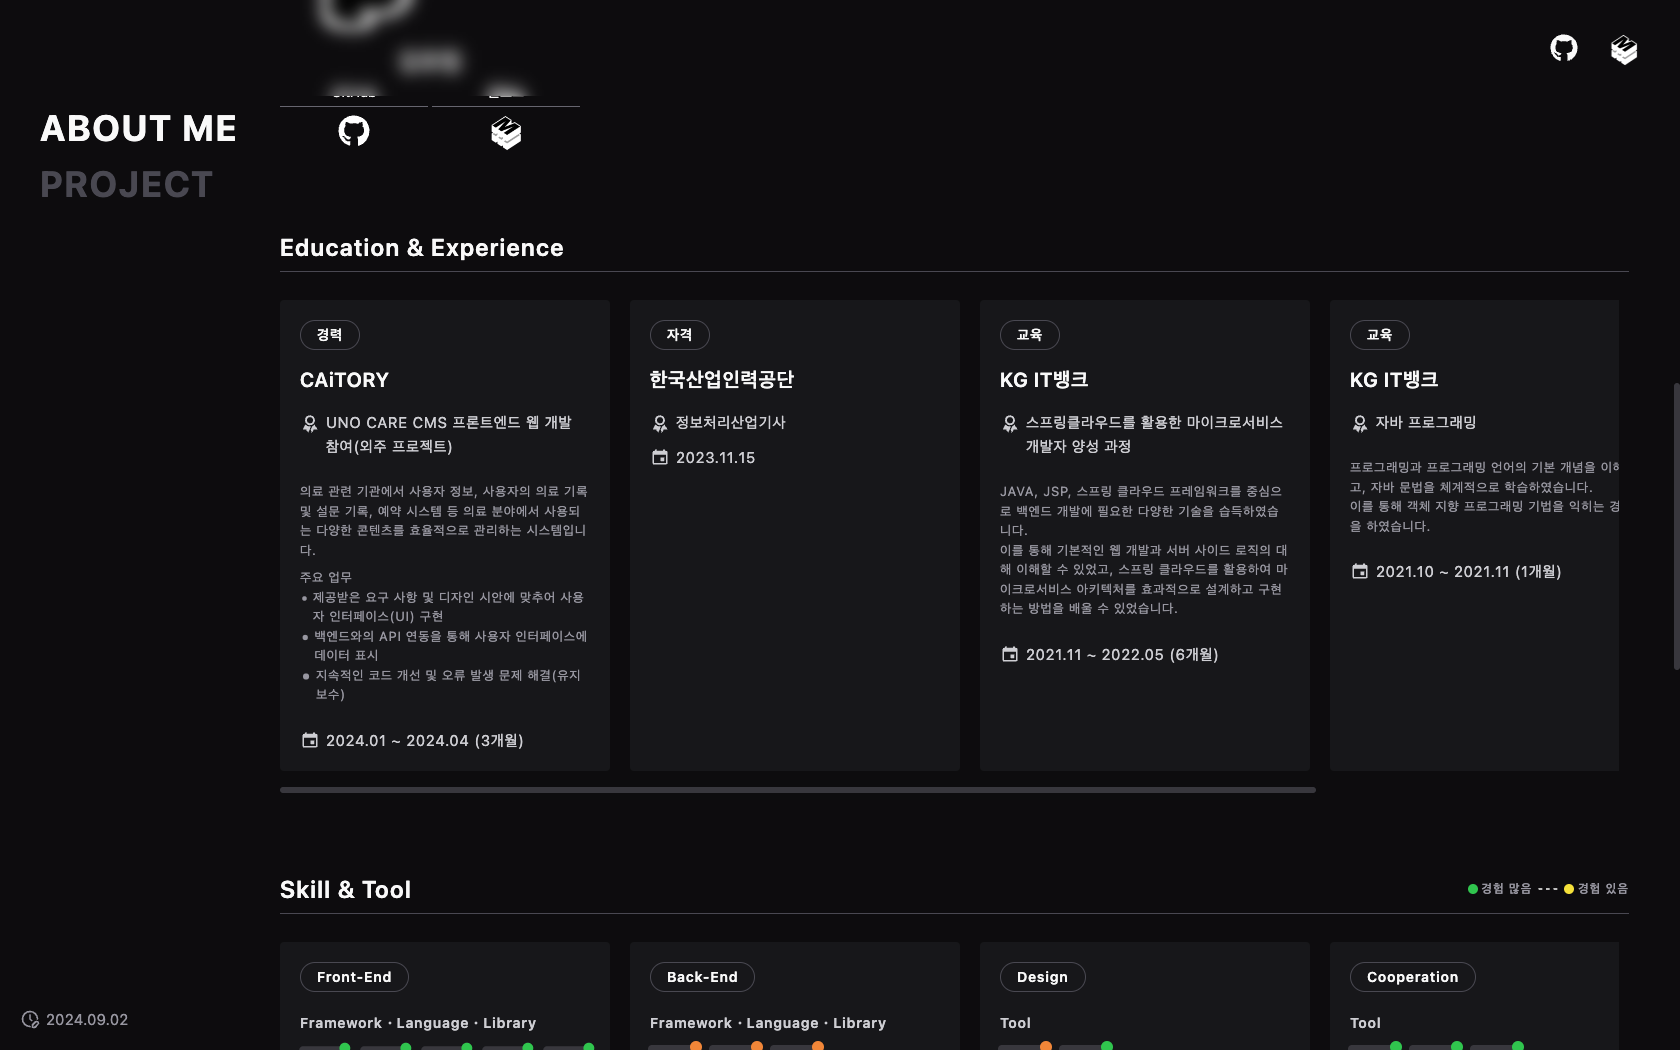 ABOUT ME
PROJECT
Education & Experience
경력
CAiTORY
UNO CARE CMS 프론트엔드 웹 개발
참여(외주 프로젝트)
의료 관련 기관에서 사용자 정보, 사용자의 의료 기록
및 설문 기록, 예약 시스템 등 의료 분야에서 사용되
는 다양한 콘텐츠를 효율적으로 관리하는 시스템입니
다.
주요 업무
• 제공받은 요구 사항 및 디자인 시안에 맞추어 사용
자 인터페이스(UI) 구현
• 백엔드와의 API 연동을 통해 사용자 인터페이스에
데이터 표시
• 지속적인 코드 개선 및 오류 발생 문제 해결(유지
보수)
2024.01 ~ 2024.04 (3개월)
자격
한국산업인력공단
정보처리산업기사
2023.11.15
교육
KG IT뱅크
스프링클라우드를 활용한 마이크로서비스
개발자 양성 과정
JAVA, JSP, 스프링 클라우드 프레임워크를 중심으
로 백엔드 개발에 필요한 다양한 기술을 습득하였습
니다.
이를 통해 기본적인 웹 개발과 서버 사이드 로직의 대
해 이해할 수 있었고, 스프링 클라우드를 활용하여 마
이크로서비스 아키텍처를 효과적으로 설계하고 구현
하는 방법을 배울 수 있었습니다.
2021.11 ~ 2022.05 (6개월)
교육
KG IT뱅크
자바 프로그래밍
프로그래밍과 프로그래밍 언어의 기본 개념을 이해
고, 자바 문법을 체계적으로 학습하였습니다.
이를 통해 객체 지향 프로그래밍 기법을 익히는 경
을 하였습니다.
2021.10 ~ 2021.11 (1개월)
Skill & Tool
경험 많음 --- 경험 있음
Front-End
Framework · Language · Library
Back-End
Framework · Language · Library
Design
Tool
Cooperation
Tool
2024.09.02